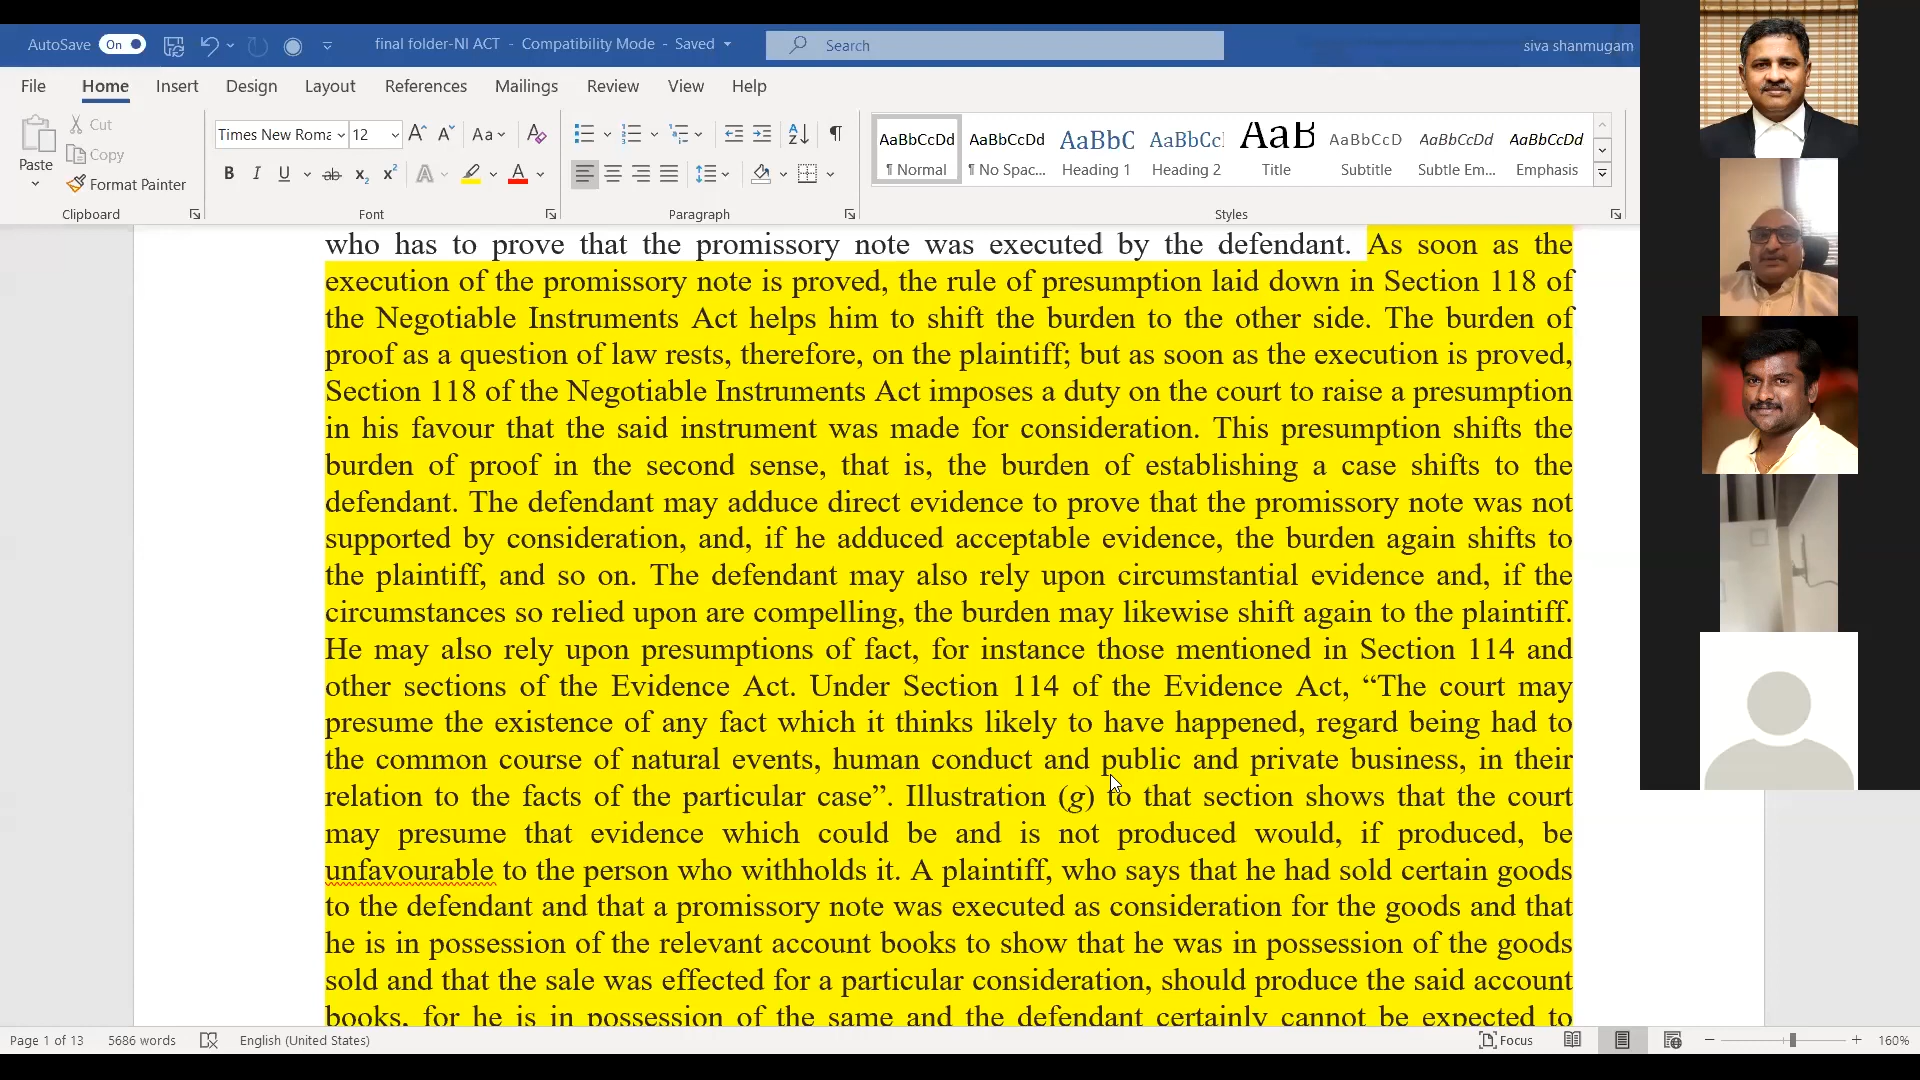 AutoSave On final folder-NI ACT - Compatibility Mode - Saved Search siva shanmugam
File Home Insert Design Layout References Mailings Review View Help
Paste Cut Copy Format Painter
Clipboard
Times New Roma 12 Aa
B I U ab x₂ x² A A
Font
Paragraph
AaBbCcDd AaBbCcDd AaBbC AaBbCcl AaB AaBbCcD AaBbCcDd AaBbCcDd
¶ Normal ¶ No Spac... Heading 1 Heading 2 Title Subtitle Subtle Em... Emphasis
Styles
who has to prove that the promissory note was executed by the defendant. As soon as the
execution of the promissory note is proved, the rule of presumption laid down in Section 118 of
the Negotiable Instruments Act helps him to shift the burden to the other side. The burden of
proof as a question of law rests, therefore, on the plaintiff; but as soon as the execution is proved,
Section 118 of the Negotiable Instruments Act imposes a duty on the court to raise a presumption
in his favour that the said instrument was made for consideration. This presumption shifts the
burden of proof in the second sense, that is, the burden of establishing a case shifts to the
defendant. The defendant may adduce direct evidence to prove that the promissory note was not
supported by consideration, and, if he adduced acceptable evidence, the burden again shifts to
the plaintiff, and so on. The defendant may also rely upon circumstantial evidence and, if the
circumstances so relied upon are compelling, the burden may likewise shift again to the plaintiff.
He may also rely upon presumptions of fact, for instance those mentioned in Section 114 and
other sections of the Evidence Act. Under Section 114 of the Evidence Act, “The court may
presume the existence of any fact which it thinks likely to have happened, regard being had to
the common course of natural events, human conduct and public and private business, in their
relation to the facts of the particular case”. Illustration (g) to that section shows that the court
may presume that evidence which could be and is not produced would, if produced, be
unfavourable to the person who withholds it. A plaintiff, who says that he had sold certain goods
to the defendant and that a promissory note was executed as consideration for the goods and that
he is in possession of the relevant account books to show that he was in possession of the goods
sold and that the sale was effected for a particular consideration, should produce the said account
books, for he is in possession of the same and the defendant certainly cannot be expected to
Page 1 of 13 5686 words English (United States) Focus 160%